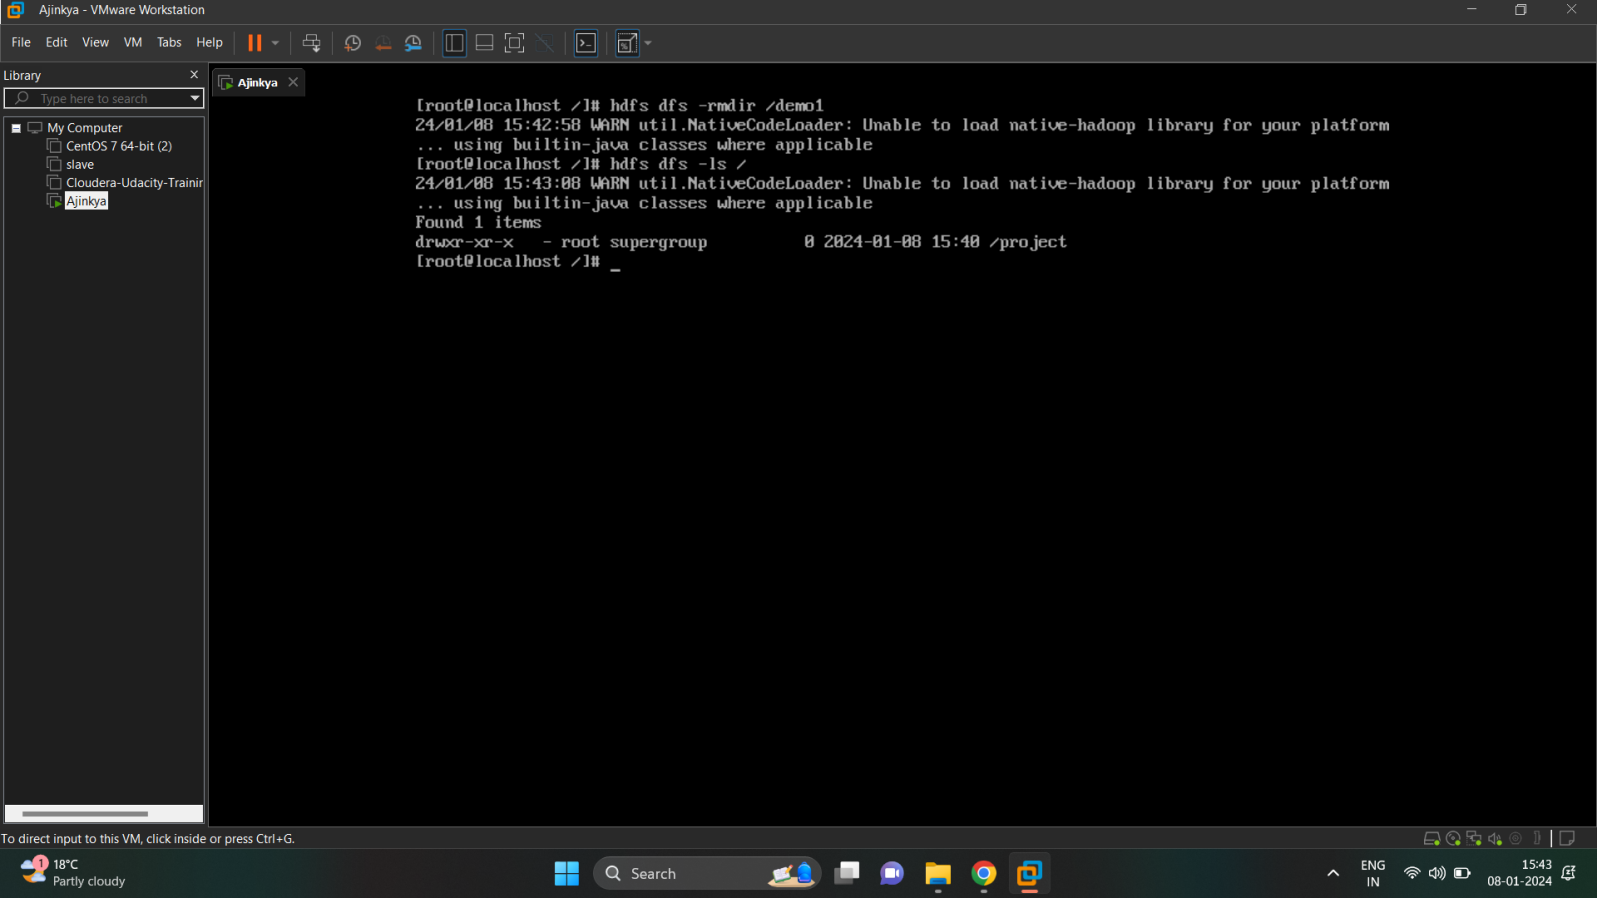 Ajinkya - VMware Workstation
File Edit View VM Tabs Help
Library
Type here to search
My Computer
CentOS 7 64-bit (2)
slave
Cloudera-Udacity-Trainir
Ajinkya
Ajinkya
[root@localhost /]# hdfs dfs -rmdir /demo1
24/01/08 15:42:58 WARN util.NativeCodeLoader: Unable to load native-hadoop library for your platform
... using builtin-java classes where applicable
[root@localhost /]# hdfs dfs -ls /
24/01/08 15:43:08 WARN util.NativeCodeLoader: Unable to load native-hadoop library for your platform
... using builtin-java classes where applicable
Found 1 items
drwxr-xr-x   - root supergroup          0 2024-01-08 15:40 /project
[root@localhost /]# _
To direct input to this VM, click inside or press Ctrl+G.
1
18°C
Partly cloudy
Search
ENG
IN
15:43
08-01-2024